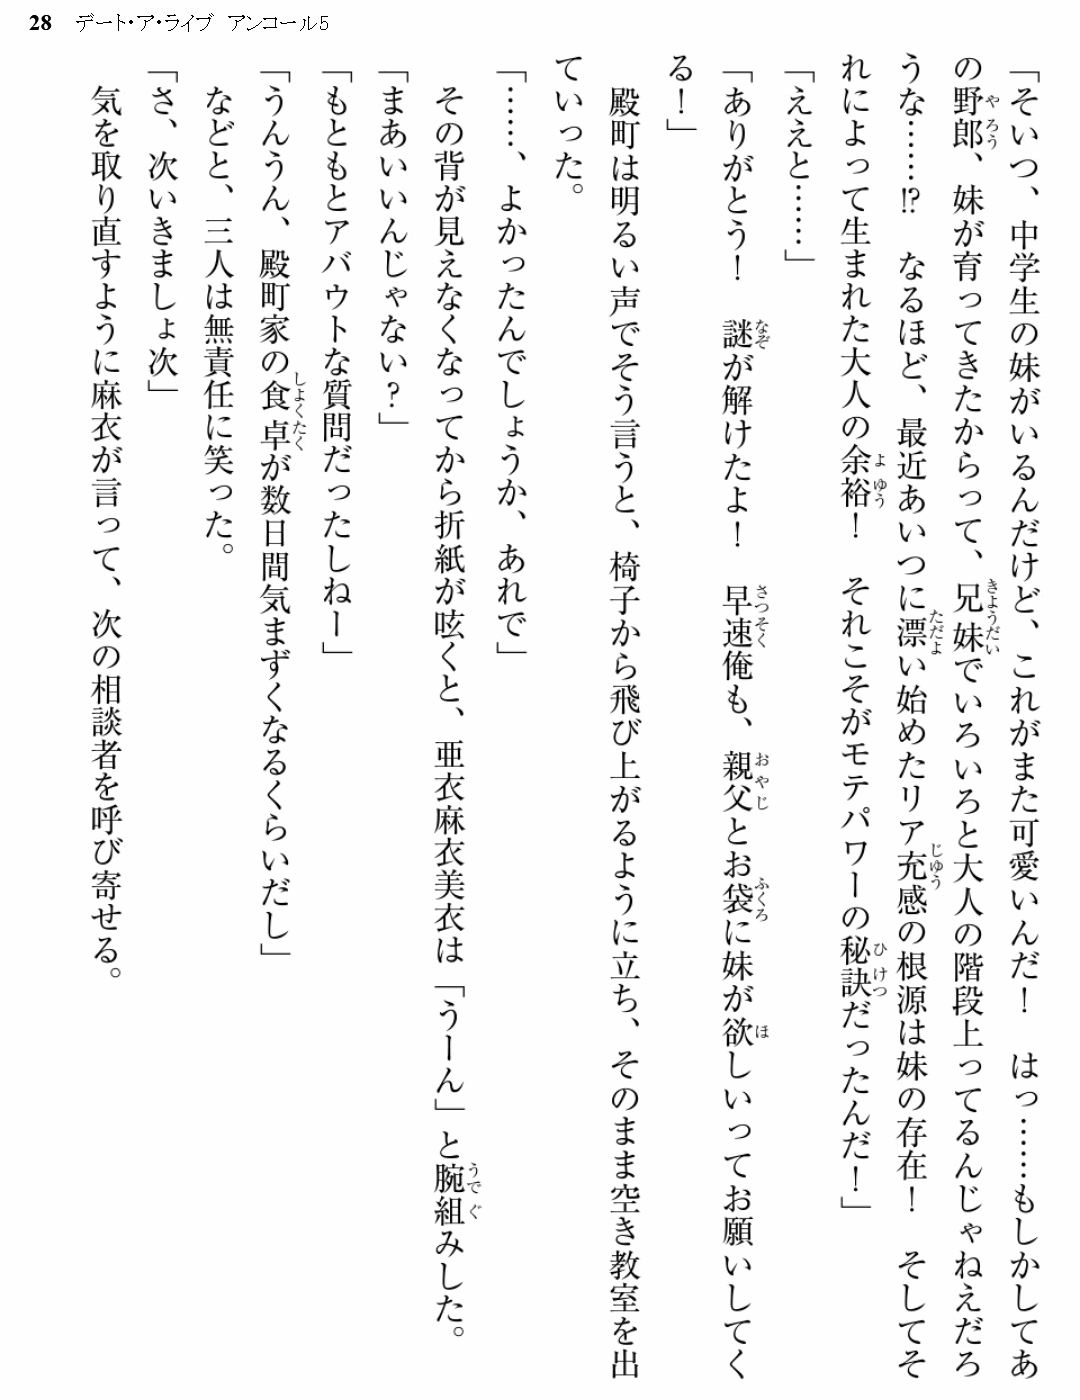 28 デート・ア・ライブ アンコール5
「そいつ、中学生の妹がいるんだけど、これがまた可愛いんだ！　はっ……もしかしてあ
の野郎、妹が育ってきたからって、兄妹でいろいろと大人の階段上ってるんじゃねえだろ
うな……!?　なるほど、最近あいつに漂い始めたリア充感の根源は妹の存在！　そしてそ
れによって生まれた大人の余裕！　それこそがモテパワーの秘訣だったんだ！」
「ええと……」
「ありがとう！　謎が解けたよ！　早速俺も、親父とお袋に妹が欲しいってお願いしてく
る！」
　殿町は明るい声でそう言うと、椅子から飛び上がるように立ち、そのまま空き教室を出
ていった。
「……、よかったんでしょうか、あれで」
　その背が見えなくなってから折紙が呟くと、亜衣麻衣美衣は「うーん」と腕組みした。
「まあいいんじゃない？」
「もともとアバウトな質問だったしねー」
「うんうん、殿町家の食卓が数日間気まずくなるくらいだし」
　などと、三人は無責任に笑った。
「さ、次いきましょ次」
　気を取り直すように麻衣が言って、次の相談者を呼び寄せる。